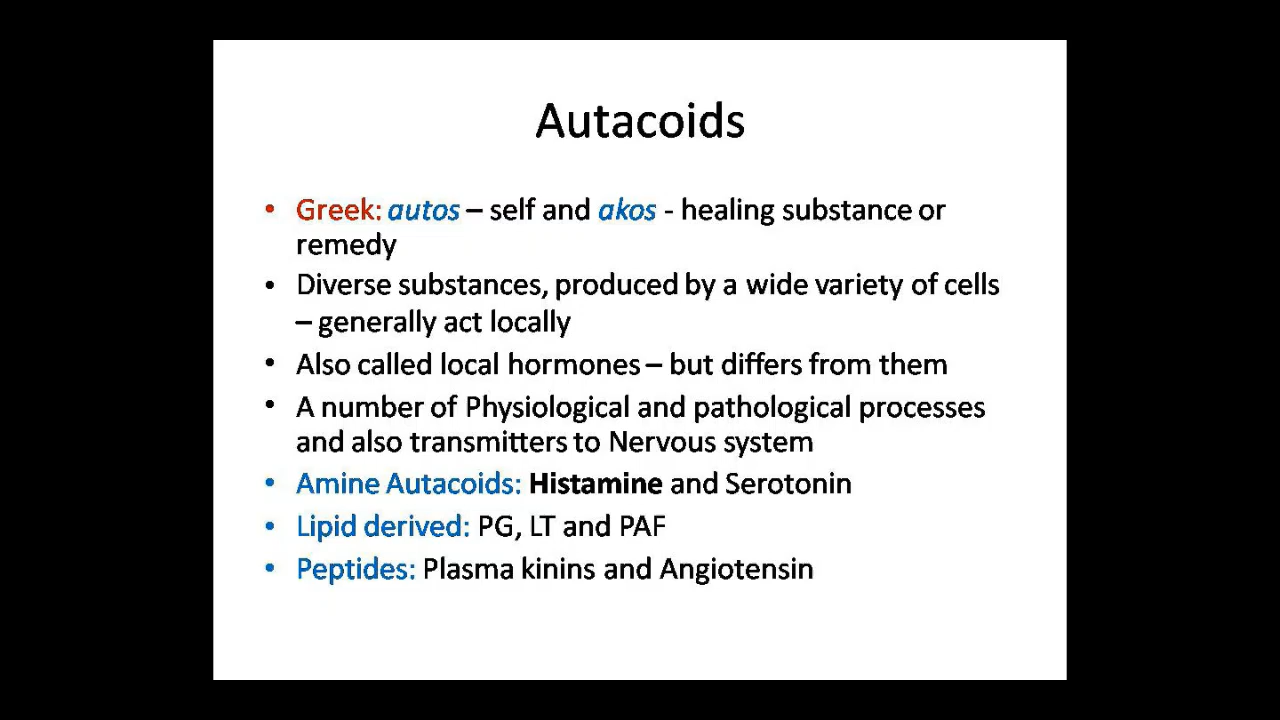 Autacoids
• Greek: autos – self and akos - healing substance or
remedy
• Diverse substances, produced by a wide variety of cells
– generally act locally
• Also called local hormones – but differs from them
• A number of Physiological and pathological processes
and also transmitters to Nervous system
• Amine Autacoids: Histamine and Serotonin
• Lipid derived: PG, LT and PAF
• Peptides: Plasma kinins and Angiotensin